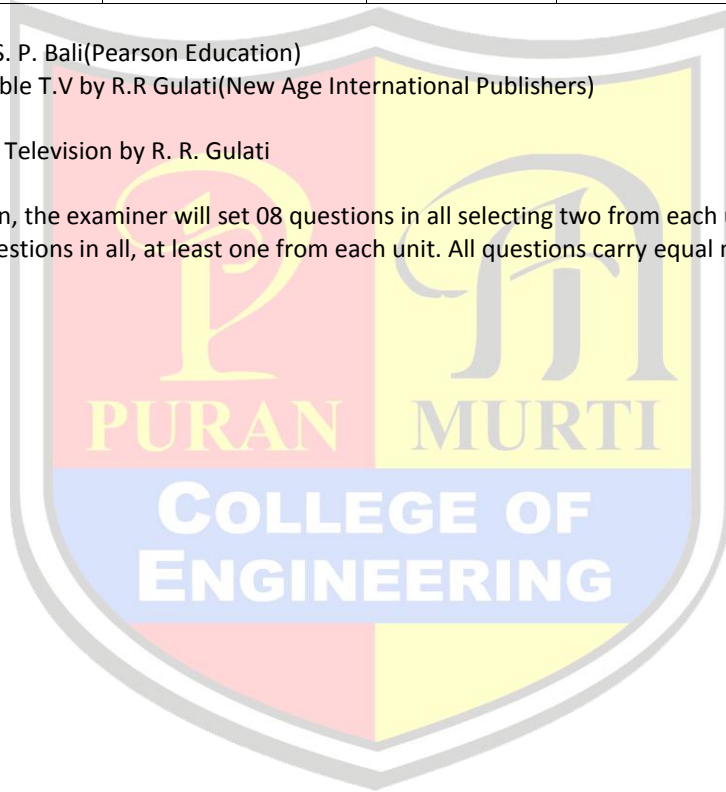 S. P. Bali(Pearson Education)
ble T.V by R.R Gulati(New Age International Publishers)
Television by R. R. Gulati
n, the examiner will set 08 questions in all selecting two from each
estions in all, at least one from each unit. All questions carry equal
P M
PURAN MURTI
COLLEGE OF
ENGINEERING